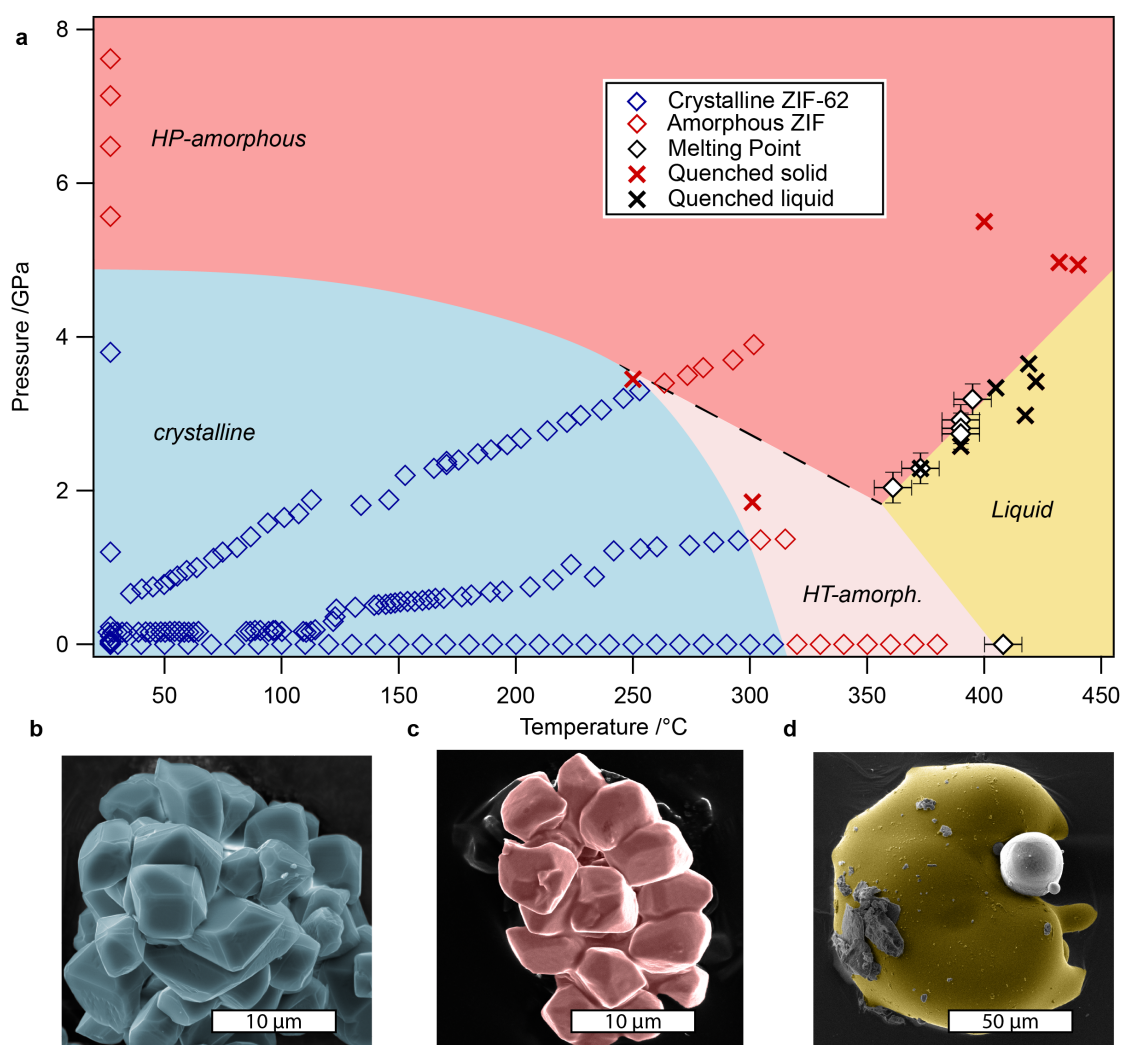 a
8
6
4
2
0
Pressure /GPa
HP-amorphous
crystalline
Crystalline ZIF-62
Amorphous ZIF
Melting Point
Quenched solid
Quenched liquid
Liquid
HT-amorph.
50
100
150
200
250
300
350
400
450
Temperature /°C
b
c
d
10 µm
10 µm
50 µm